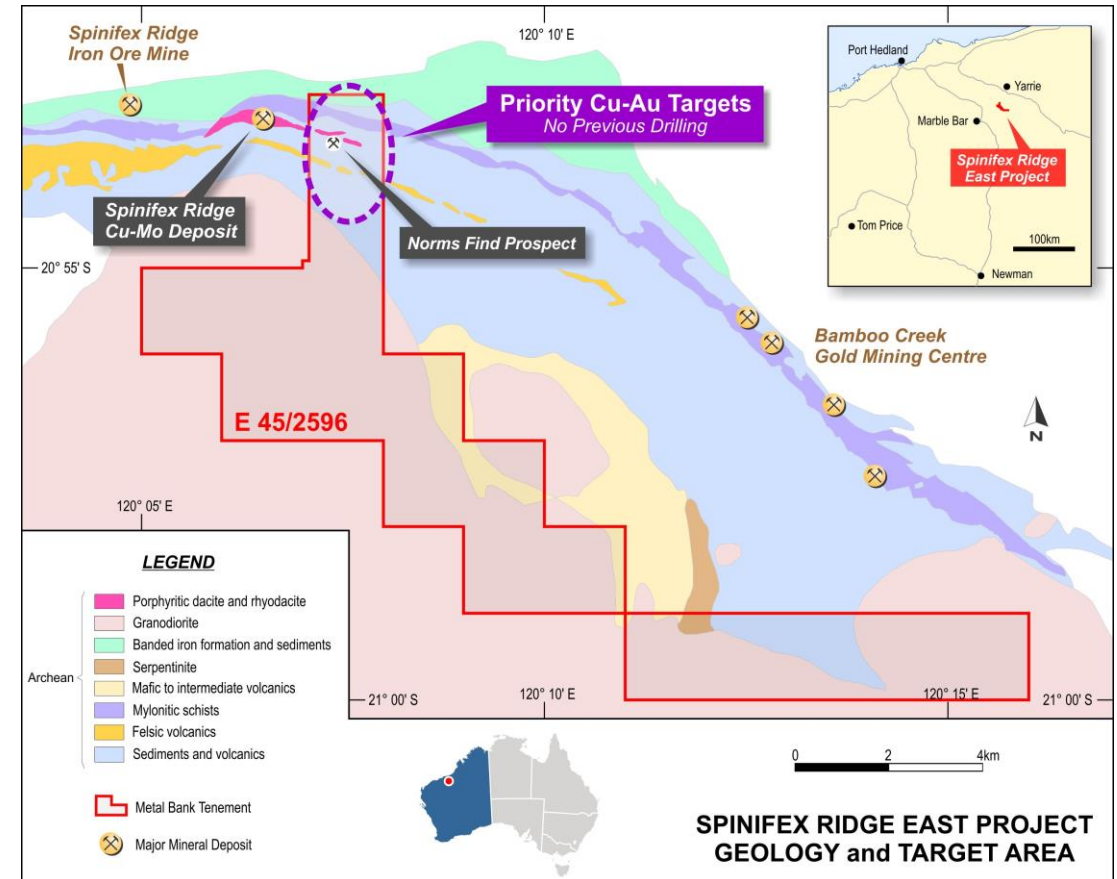 Spinifex Ridge
Iron Ore Mine
120° 10' E
Priority Cu-Au Targets
No Previous Drilling
Port Hedland
Yarrie
Marble Bar
Spinifex Ridge
East Project
Tom Price
100km
Newman
Spinifex Ridge
Cu-Mo Deposit
Norms Find Prospect
20° 55' S
Bamboo Creek
Gold Mining Centre
E 45/2596
N
120° 05' E
LEGEND
Archean
Porphyritic dacite and rhyodacite
Granodiorite
Banded iron formation and sediments
Serpentinite
Mafic to intermediate volcanics
Mylonitic schists
Felsic volcanics
Sediments and volcanics
Metal Bank Tenement
Major Mineral Deposit
21° 00' S
120° 10' E
120° 15' E
21° 00' S
0 2 4km
SPINIFEX RIDGE EAST PROJECT
GEOLOGY and TARGET AREA